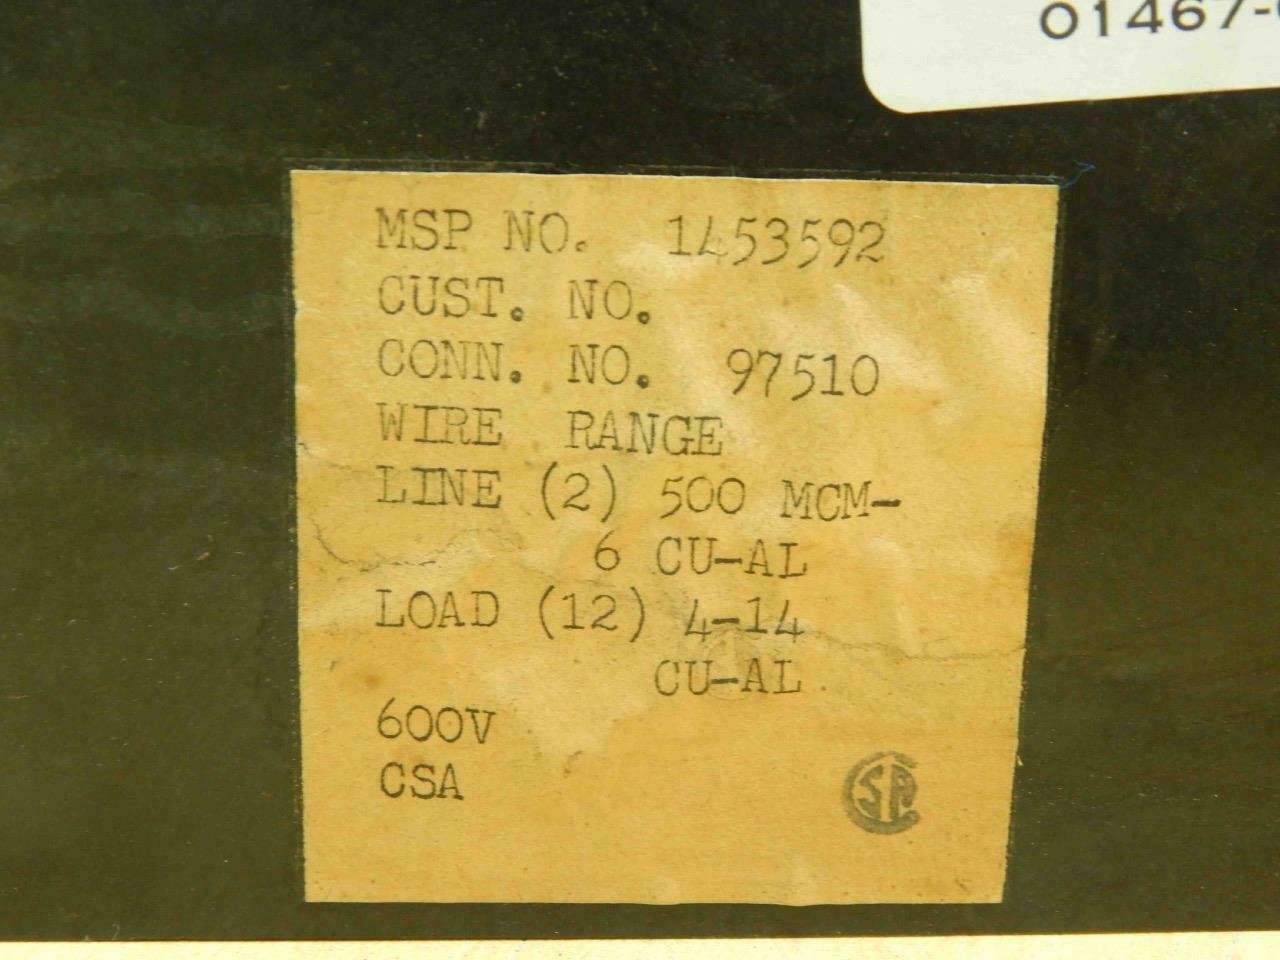 01467-
MSP NO. 1453592
CUST. NO.
CONN. NO. 97510
WIRE RANGE
LINE (2) 500 MCM-
6 CU-AL
LOAD (12) 4-14
CU-AL
600V
CSA